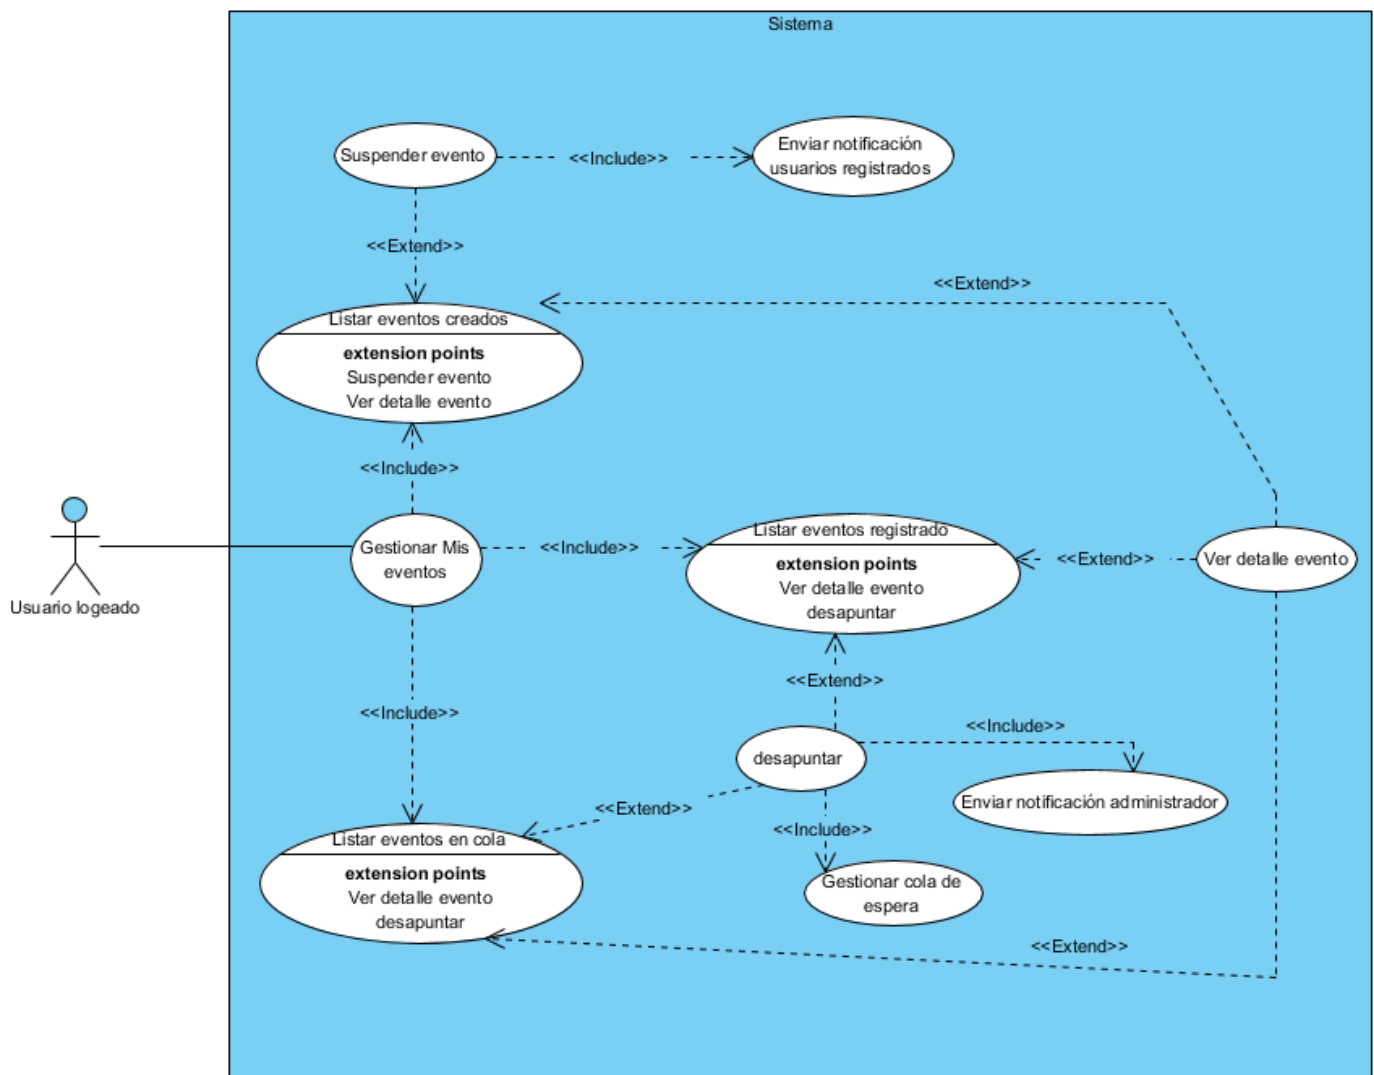 Sistema
Suspender evento
<<Include>>
Enviar notificación
usuarios registrados
<<Extend>>
<<Extend>>
Listar eventos creados
extension points
Suspender evento
Ver detalle evento
<<Include>>
Usuario logeado
Gestionar Mis
eventos
<<Include>>
Listar eventos registrado
extension points
Ver detalle evento
desapuntar
<<Extend>>
Ver detalle evento
<<Extend>>
<<Include>>
<<Include>>
desapuntar
Enviar notificación administrador
<<Extend>>
<<Include>>
Listar eventos en cola
extension points
Ver detalle evento
desapuntar
Gestionar cola de
espera
<<Extend>>